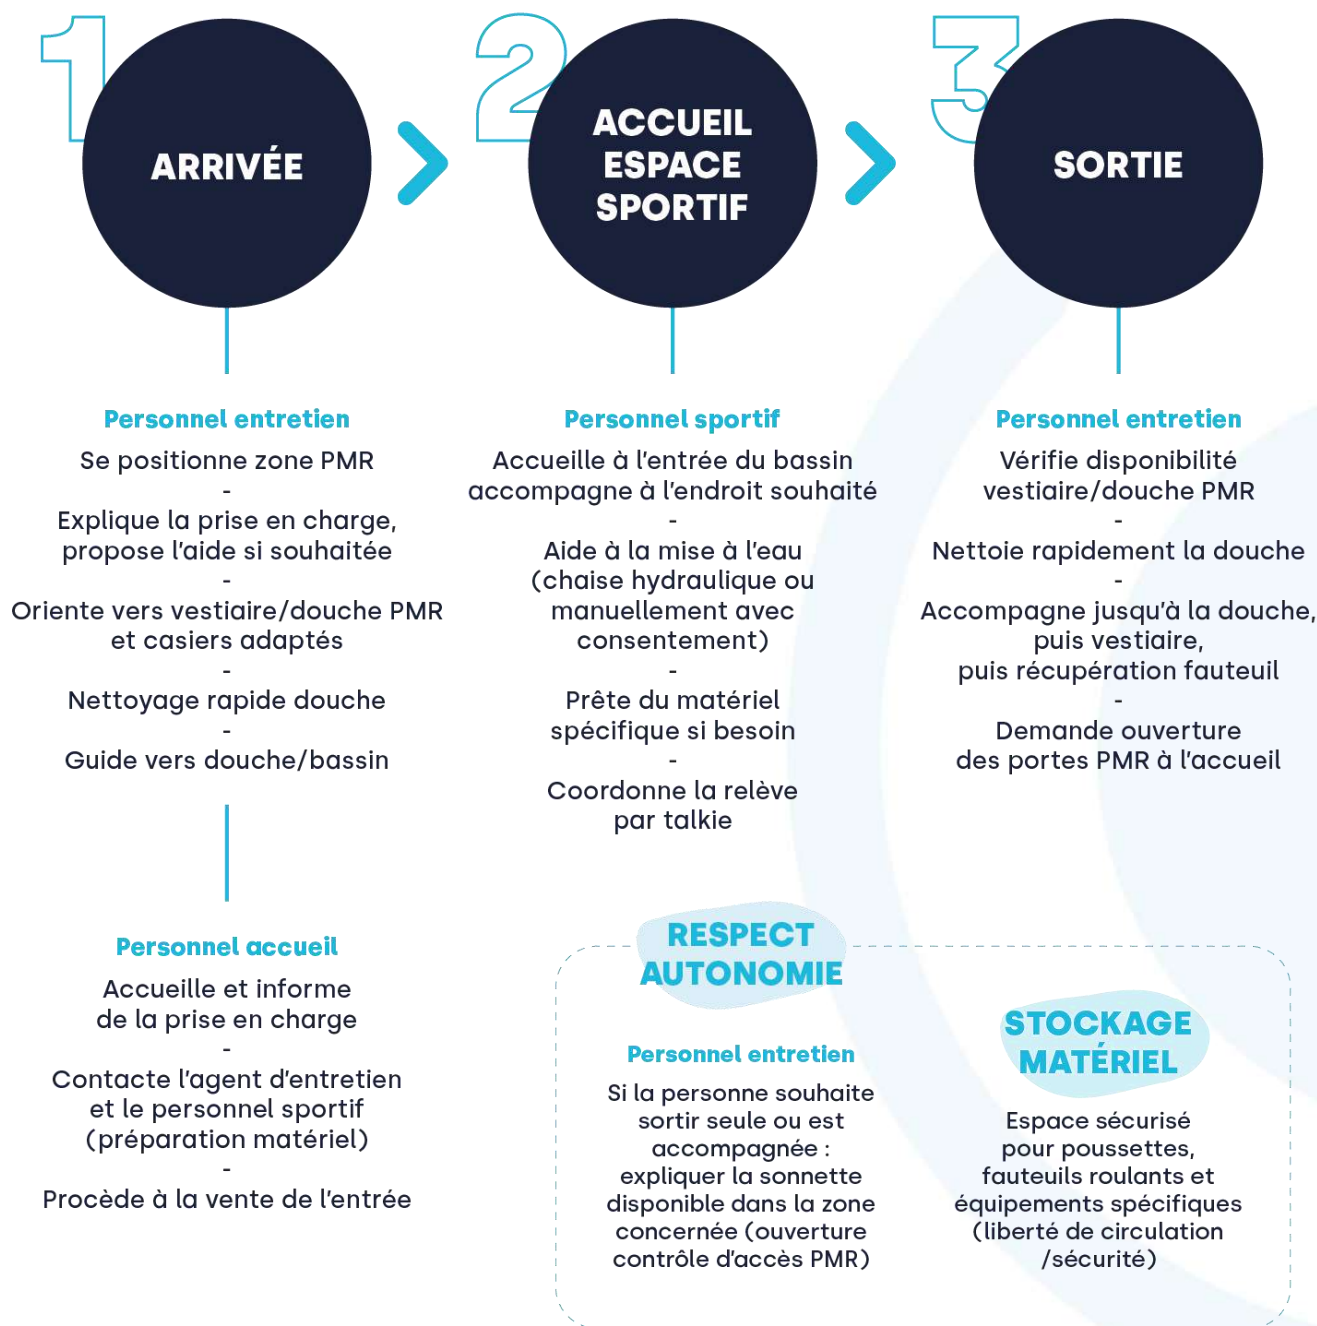 1
ARRIVÉE
Personnel entretien
Se positionne zone PMR
-
Explique la prise en charge,
propose l'aide si souhaitée
-
Oriente vers vestiaire/douche PMR
et casiers adaptés
-
Nettoyage rapide douche
-
Guide vers douche/bassin
Personnel accueil
Accueille et informe
de la prise en charge
-
Contacte l'agent d'entretien
et le personnel sportif
(préparation matériel)
-
Procède à la vente de l'entrée
2
ACCUEIL
ESPACE
SPORTIF
Personnel sportif
Accueille à l'entrée du bassin
accompagne à l'endroit souhaité
-
Aide à la mise à l'eau
(chaise hydraulique ou
manuellement avec
consentement)
-
Prête du matériel
spécifique si besoin
-
Coordonne la relève
par talkie
3
SORTIE
Personnel entretien
Vérifie disponibilité
vestiaire/douche PMR
-
Nettoie rapidement la douche
-
Accompagne jusqu'à la douche,
puis vestiaire,
puis récupération fauteuil
-
Demande ouverture
des portes PMR à l'accueil
RESPECT
AUTONOMIE
Personnel entretien
Si la personne souhaite
sortir seule ou est
accompagnée :
expliquer la sonnette
disponible dans la zone
concernée (ouverture
contrôle d'accès PMR)
STOCKAGE
MATÉRIEL
Espace sécurisé
pour poussettes,
fauteuils roulants et
équipements spécifiques
(liberté de circulation
/sécurité)